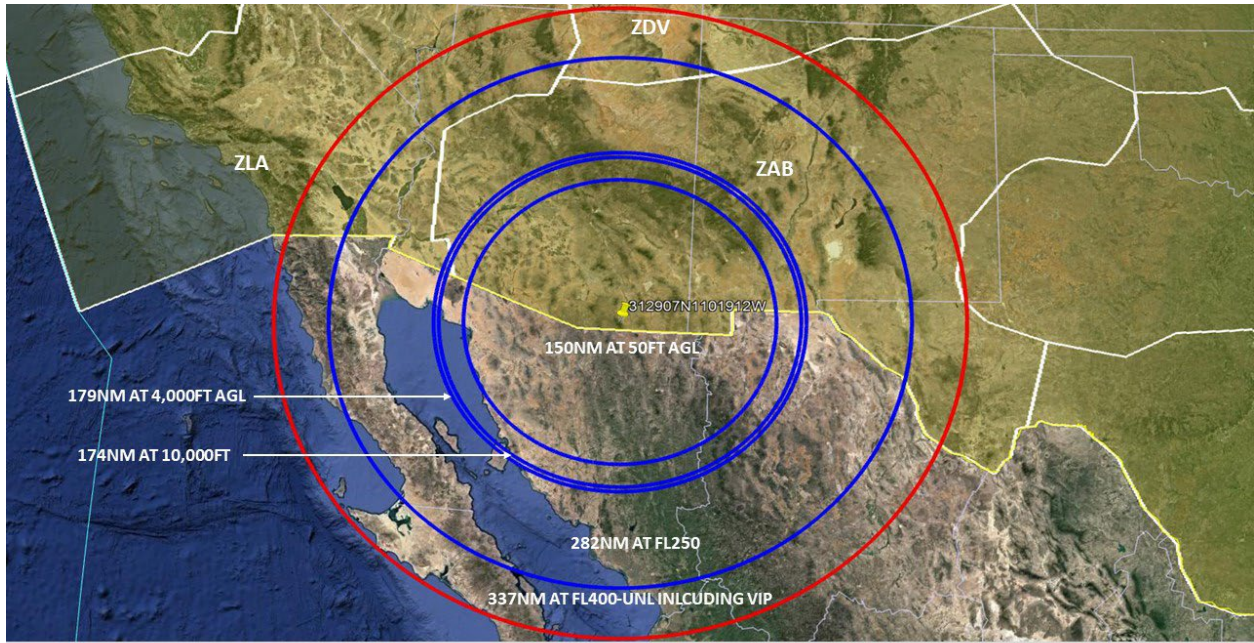 ZDV
ZLA
ZAB
312907N1101912W
150NM AT 50FT AGL
179NM AT 4,000FT AGL
174NM AT 10,000FT
282NM AT FL250
337NM AT FL400-UNL INLCUDING VIP